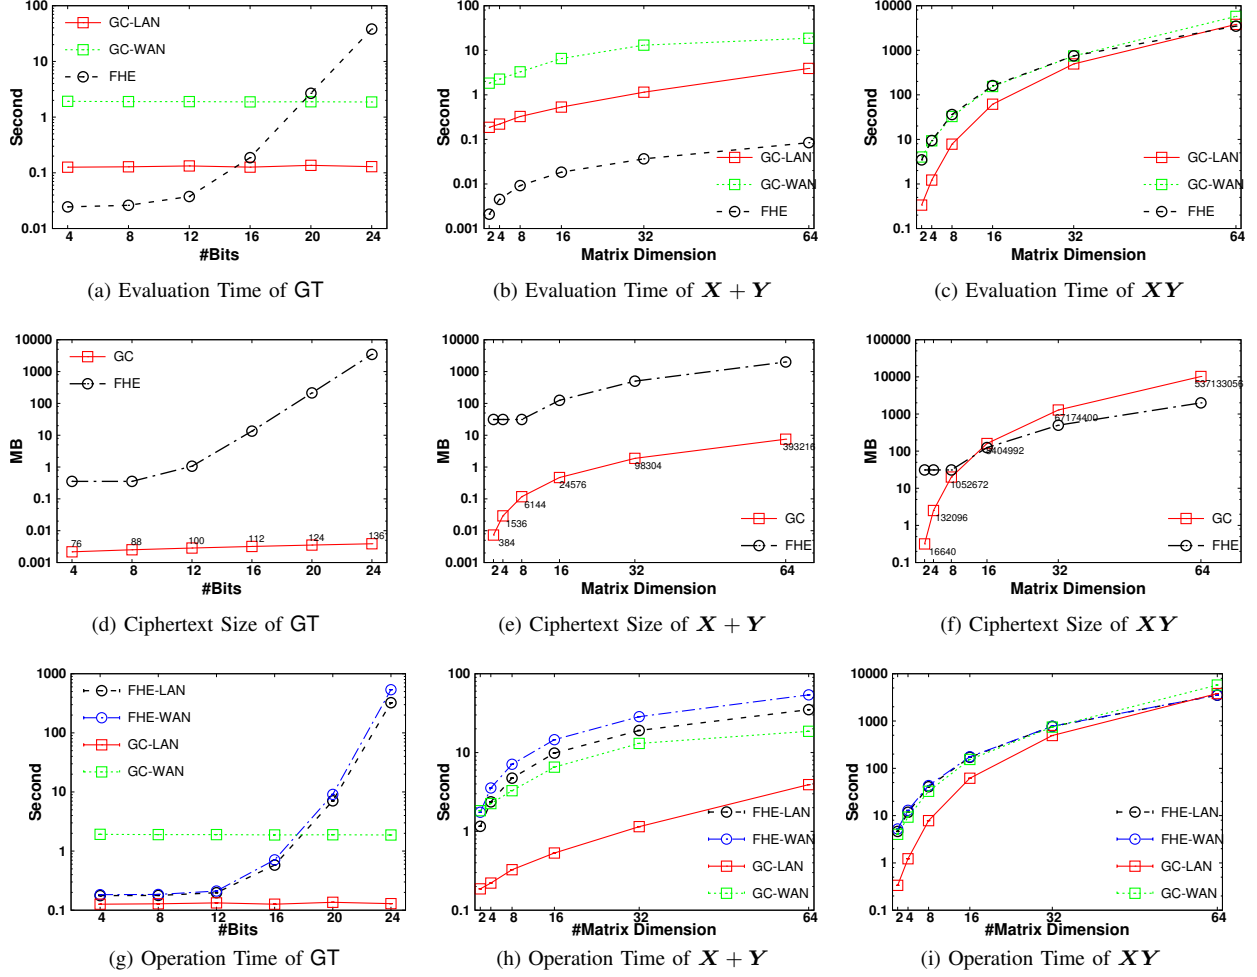 100
10
1
0.1
0.01
Second
GC-LAN
GC-WAN
FHE
4 8 12 16 20 24
#Bits
(a) Evaluation Time of GT
100
10
1
0.1
0.01
0.001
Second
GC-LAN
GC-WAN
FHE
2 4 8 16 32 64
Matrix Dimension
(b) Evaluation Time of X + Y
10000
1000
100
10
1
0.1
Second
GC-LAN
GC-WAN
FHE
2 4 8 16 32 64
Matrix Dimension
(c) Evaluation Time of XY
10000
1000
100
10
1
0.1
0.01
0.001
MB
GC
FHE
76 88 100 112 124 136
4 8 12 16 20 24
#Bits
(d) Ciphertext Size of GT
10000
1000
100
10
1
0.1
0.01
0.001
MB
393216
98304
24576
6144
1536
384
GC
FHE
2 4 8 16 32 64
Matrix Dimension
(e) Ciphertext Size of X + Y
100000
10000
1000
100
10
1
0.1
MB
537133056
67174400
8404992
1052672
132096
16640
GC
FHE
2 4 8 16 32 64
Matrix Dimension
(f) Ciphertext Size of XY
1000
100
10
1
0.1
Second
FHE-LAN
FHE-WAN
GC-LAN
GC-WAN
4 8 12 16 20 24
#Bits
(g) Operation Time of GT
100
10
1
0.1
Second
FHE-LAN
FHE-WAN
GC-LAN
GC-WAN
2 4 8 16 32 64
#Matrix Dimension
(h) Operation Time of X + Y
10000
1000
100
10
1
0.1
Second
FHE-LAN
FHE-WAN
GC-LAN
GC-WAN
2 4 8 16 32 64
#Matrix Dimension
(i) Operation Time of XY